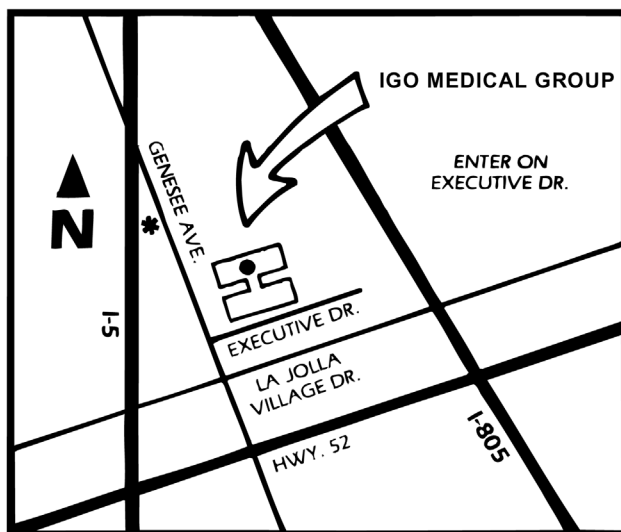 IGO MEDICAL GROUP
ENTER ON
EXECUTIVE DR.
GENESEE AVE.
*
N
I-5
EXECUTIVE DR.
LA JOLLA
VILLAGE DR.
HWY. 52
I-805